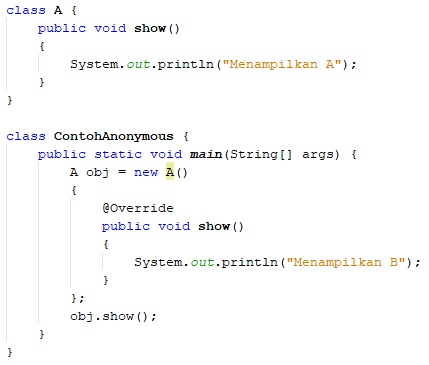 class A {
    public void show()
    {
        System.out.println("Menampilkan A");
    }
}

class ContohAnonymous {
    public static void main(String[] args) {
        A obj = new A()
        {
            @Override
            public void show()
            {
                System.out.println("Menampilkan B");
            }
        };
        obj.show();
    }
}